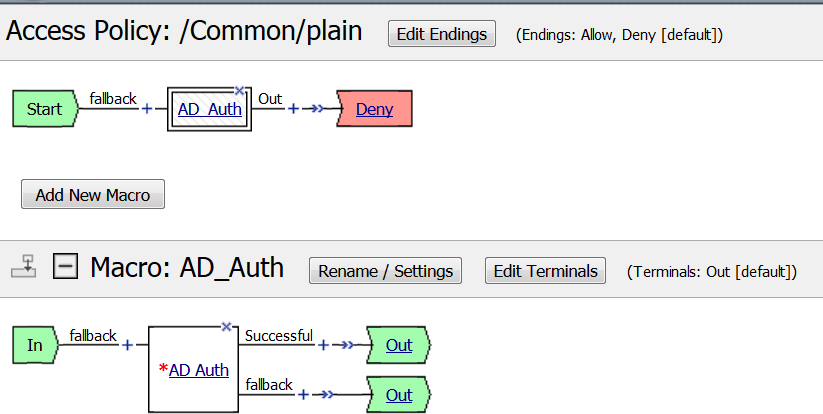 Access Policy: /Common/plain Edit Endings (Endings: Allow, Deny [default])
Start fallback + AD_Auth Out + Deny
Add New Macro
Macro: AD_Auth Rename / Settings Edit Terminals (Terminals: Out [default])
In fallback + *AD Auth Successful + Out
fallback + Out